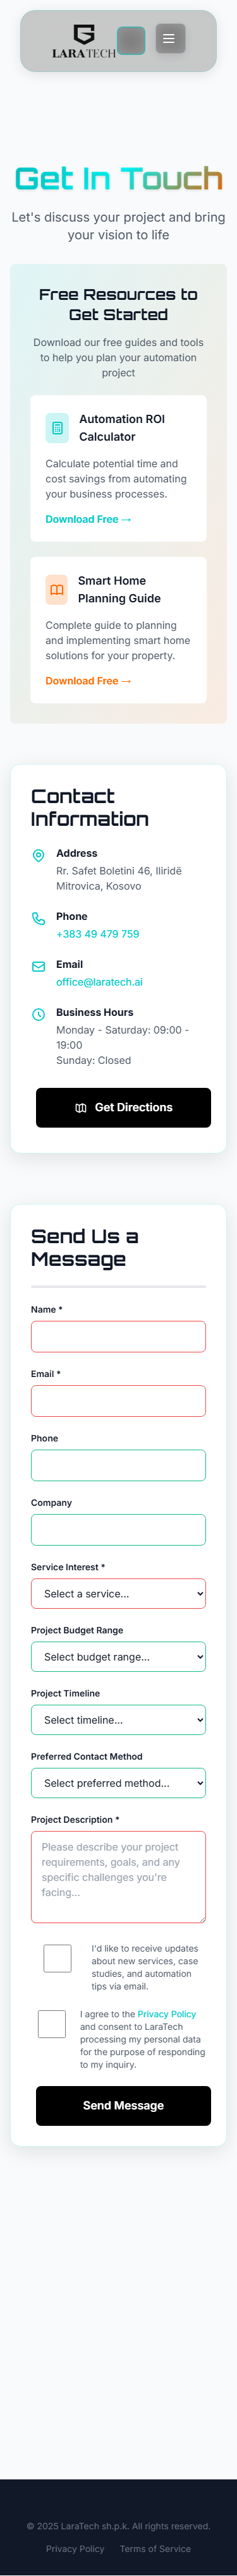 LARATECH
Get In Touch
Let's discuss your project and bring
your vision to life
Free Resources to
Get Started
Download our free guides and tools
to help you plan your automation
project
Automation ROI
Calculator
Calculate potential time and
cost savings from automating
your business processes.
Download Free →
Smart Home
Planning Guide
Complete guide to planning
and implementing smart home
solutions for your property.
Download Free →
Contact
Information
Address
Rr. Safet Boletini 46, Iliridë
Mitrovica, Kosovo
Phone
+383 49 479 759
Email
office@laratech.ai
Business Hours
Monday - Saturday: 09:00 -
19:00
Sunday: Closed
Get Directions
Send Us a
Message
Name *
Email *
Phone
Company
Service Interest *
Select a service...
Project Budget Range
Select budget range...
Project Timeline
Select timeline...
Preferred Contact Method
Select preferred method...
Project Description *
Please describe your project
requirements, goals, and any
specific challenges you're
facing...
I'd like to receive updates
about new services, case
studies, and automation
tips via email.
I agree to the Privacy Policy
and consent to LaraTech
processing my personal data
for the purpose of responding
to my inquiry.
Send Message
© 2025 LaraTech sh.p.k. All rights reserved.
Privacy Policy Terms of Service